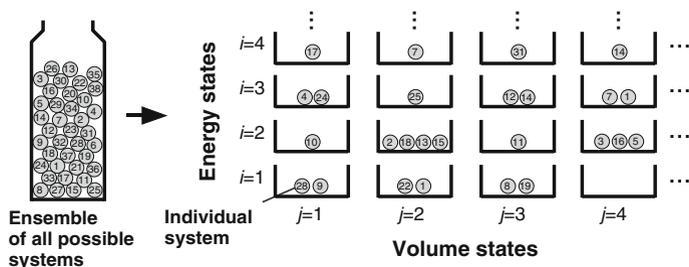 26 13
3 30 22 35
16 20 38
5 29 34 10
14 7 2 4
12 23 31
9 32 28 6
18 37 19
24 1 21 36
33 17 11
8 27 15 25
Ensemble
of all possible
systems
Energy states
i=4 17 7 31 14 ...
i=3 4 24 25 12 14 7 1 ...
i=2 10 2 18 13 15 11 3 16 5 ...
i=1 28 9 22 1 8 19 ...
Individual
system
j=1 j=2 j=3 j=4
Volume states